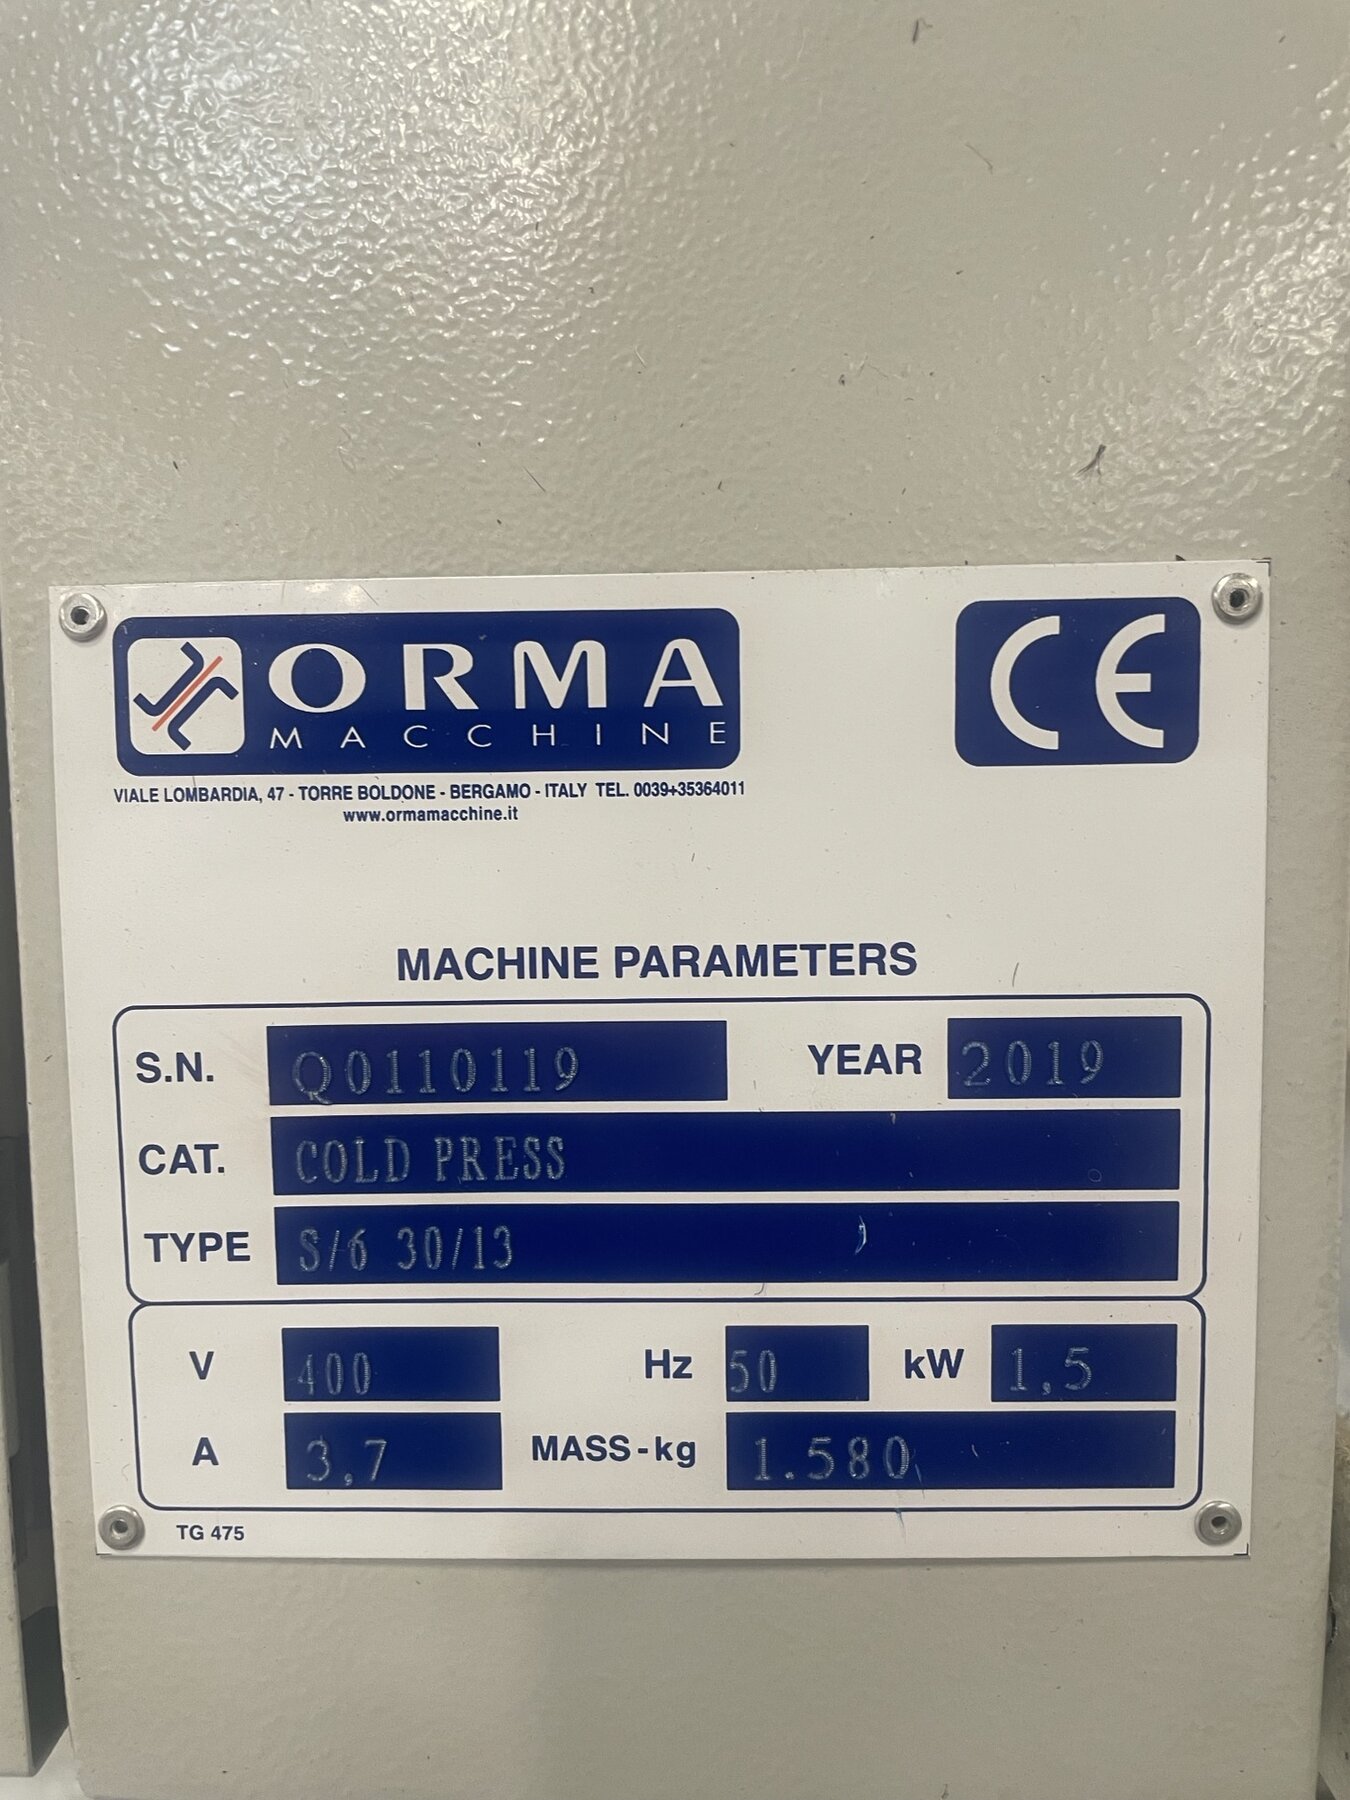 ORMA
MACCHINE
CE
VIALE LOMBARDIA, 47 - TORRE BOLDONE - BERGAMO - ITALY TEL. 0039+35364011
www.ormamacchine.it
MACHINE PARAMETERS
S.N. Q0110119 YEAR 2019
CAT. COLD PRESS
TYPE S/6 30/13
V 400 Hz 50 kW 1,5
A 3,7 MASS-kg 1.580
TG 475